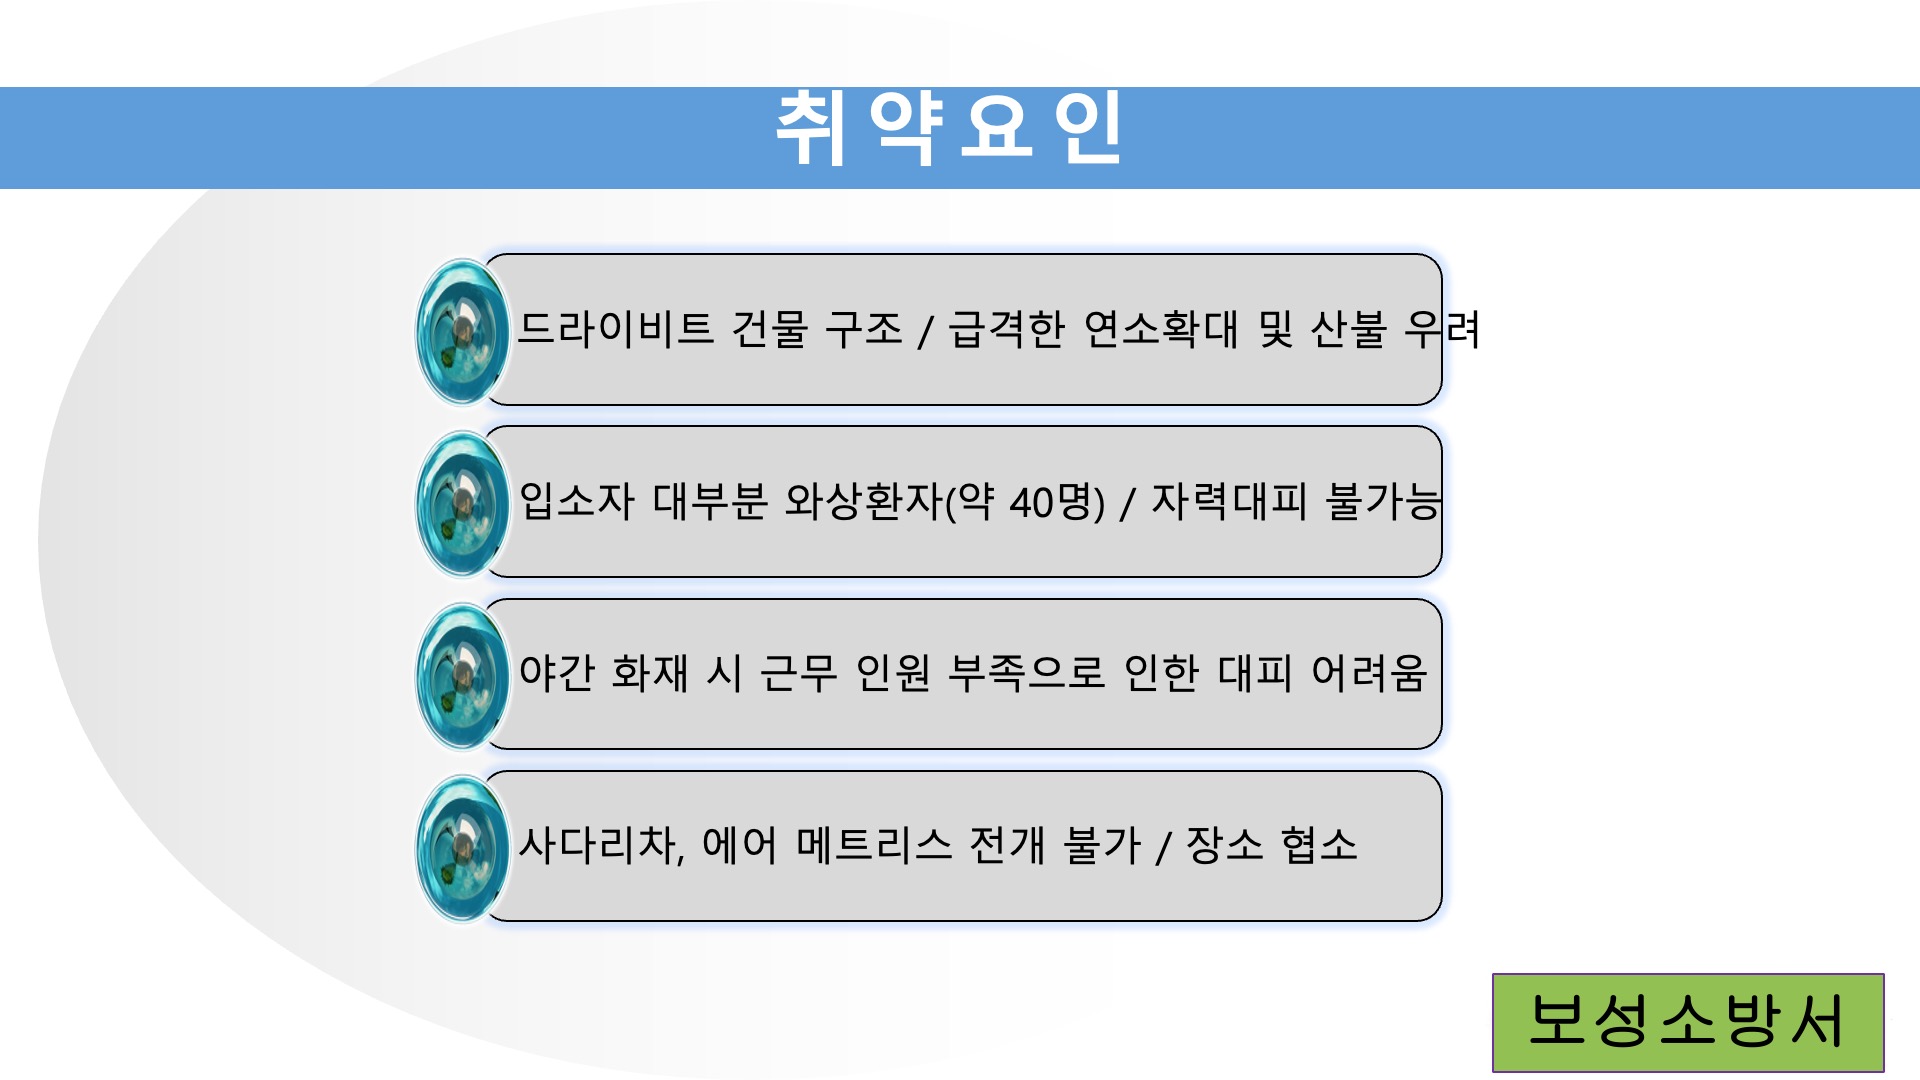 취약요인
드라이비트 건물 구조 / 급격한 연소확대 및 산불 우려
입소자 대부분 와상환자(약 40명) / 자력대피 불가능
야간 화재 시 근무 인원 부족으로 인한 대피 어려움
사다리차, 에어 메트리스 전개 불가 / 장소 협소
보성소방서